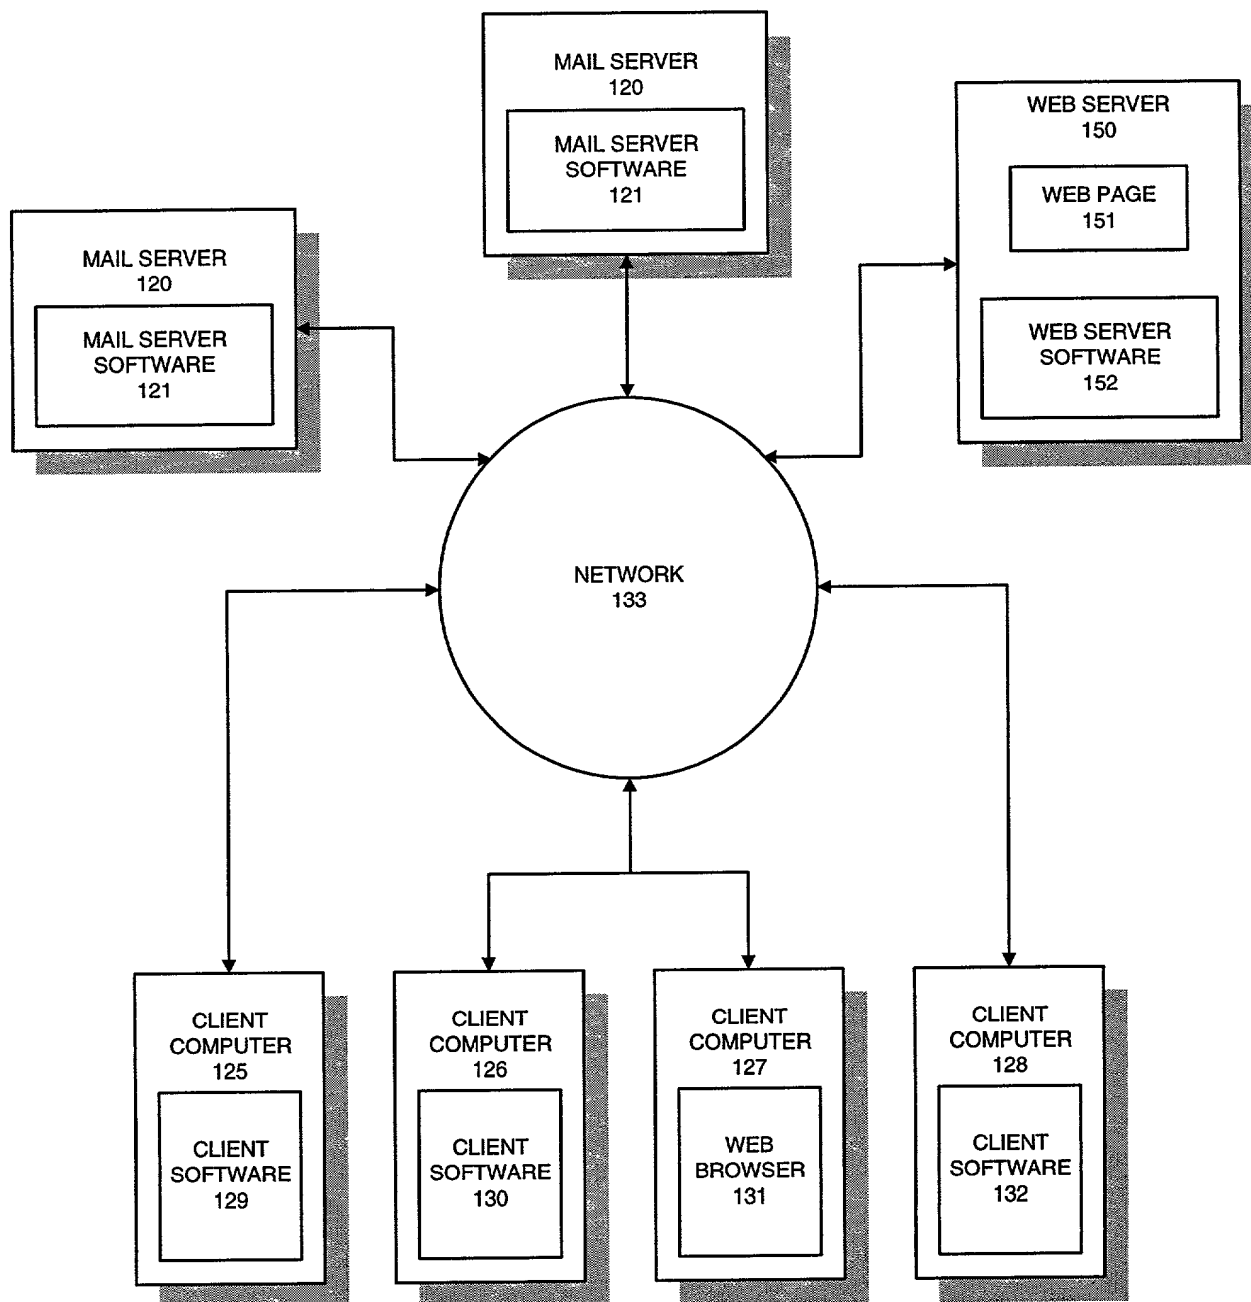 MAIL SERVER
120
MAIL SERVER
SOFTWARE
121
WEB SERVER
150
WEB PAGE
151
WEB SERVER
SOFTWARE
152
MAIL SERVER
120
MAIL SERVER
SOFTWARE
121
NETWORK
133
CLIENT
COMPUTER
125
CLIENT
SOFTWARE
129
CLIENT
COMPUTER
126
CLIENT
SOFTWARE
130
CLIENT
COMPUTER
127
WEB
BROWSER
131
CLIENT
COMPUTER
128
CLIENT
SOFTWARE
132